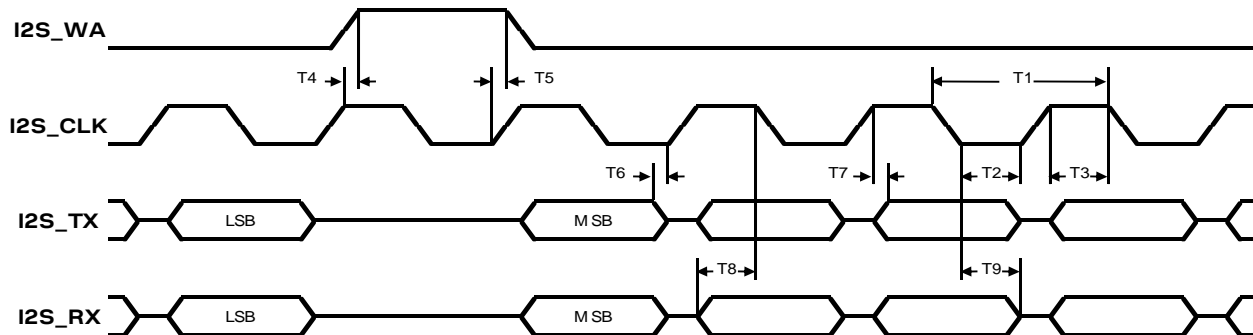 I2S_WA
T4
T5
T1
I2S_CLK
T6
T7
T2
T3
I2S_TX
LSB
MSB
T8
T9
I2S_RX
LSB
MSB